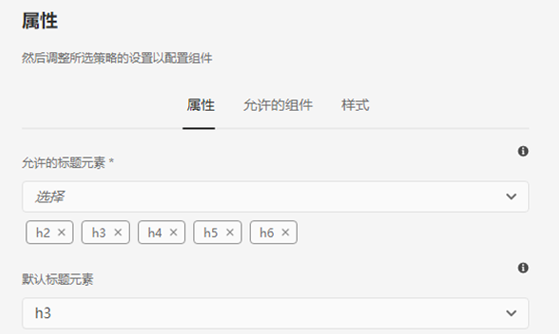 属性
然后调整所选策略的设置以配置组件
属性 允许的组件 样式
允许的标题元素 *
选择
h2 × h3 × h4 × h5 × h6 ×
默认标题元素
h3